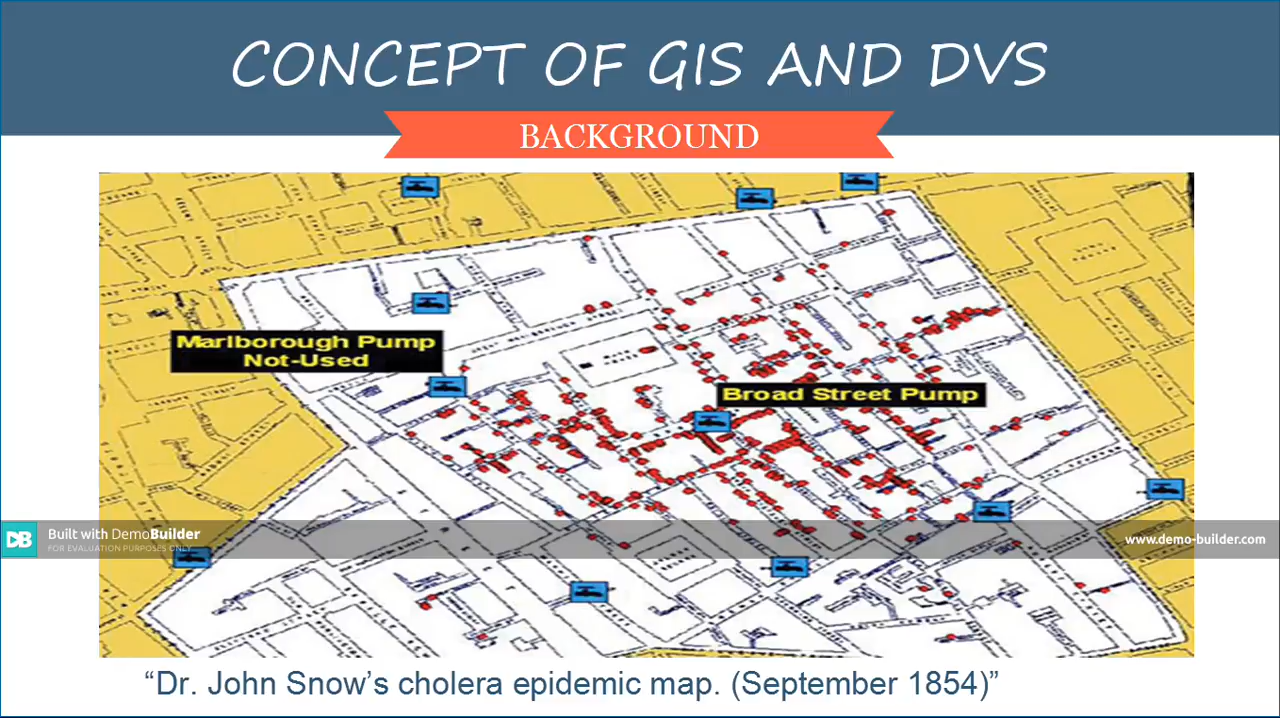 CONCEPT OF GIS AND DVS
BACKGROUND
Marlborough Pump
Not-Used
Broad Street Pump
Built with DemoBuilder
FOR EVALUATION PURPOSES ONLY
www.demo-builder.com
“Dr. John Snow’s cholera epidemic map. (September 1854)”